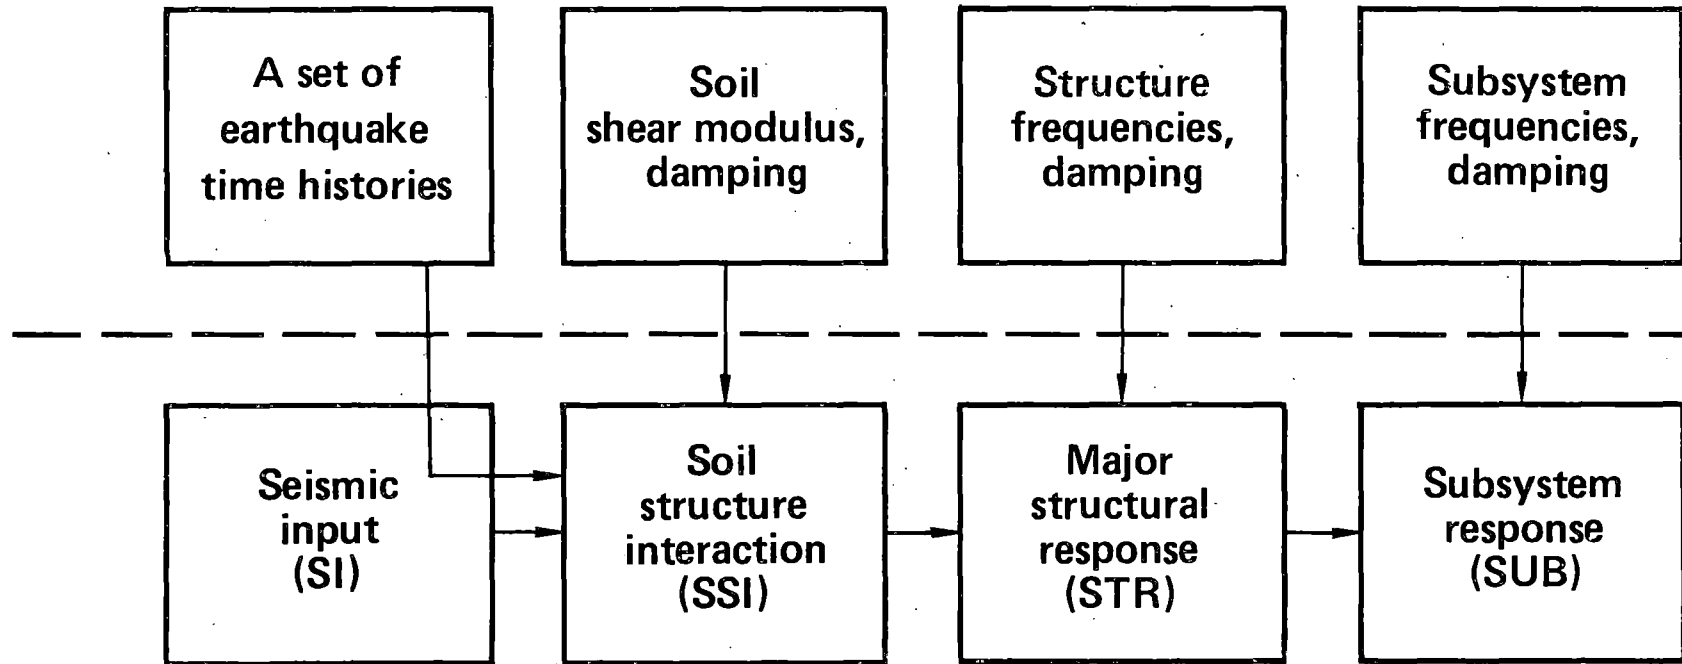 A set of
earthquake
time histories
Soil
shear modulus,
damping
Structure
frequencies,
damping
Subsystem
frequencies,
damping
Seismic
input
(SI)
Soil
structure
interaction
(SSI)
Major
structural
response
(STR)
Subsystem
response
(SUB)